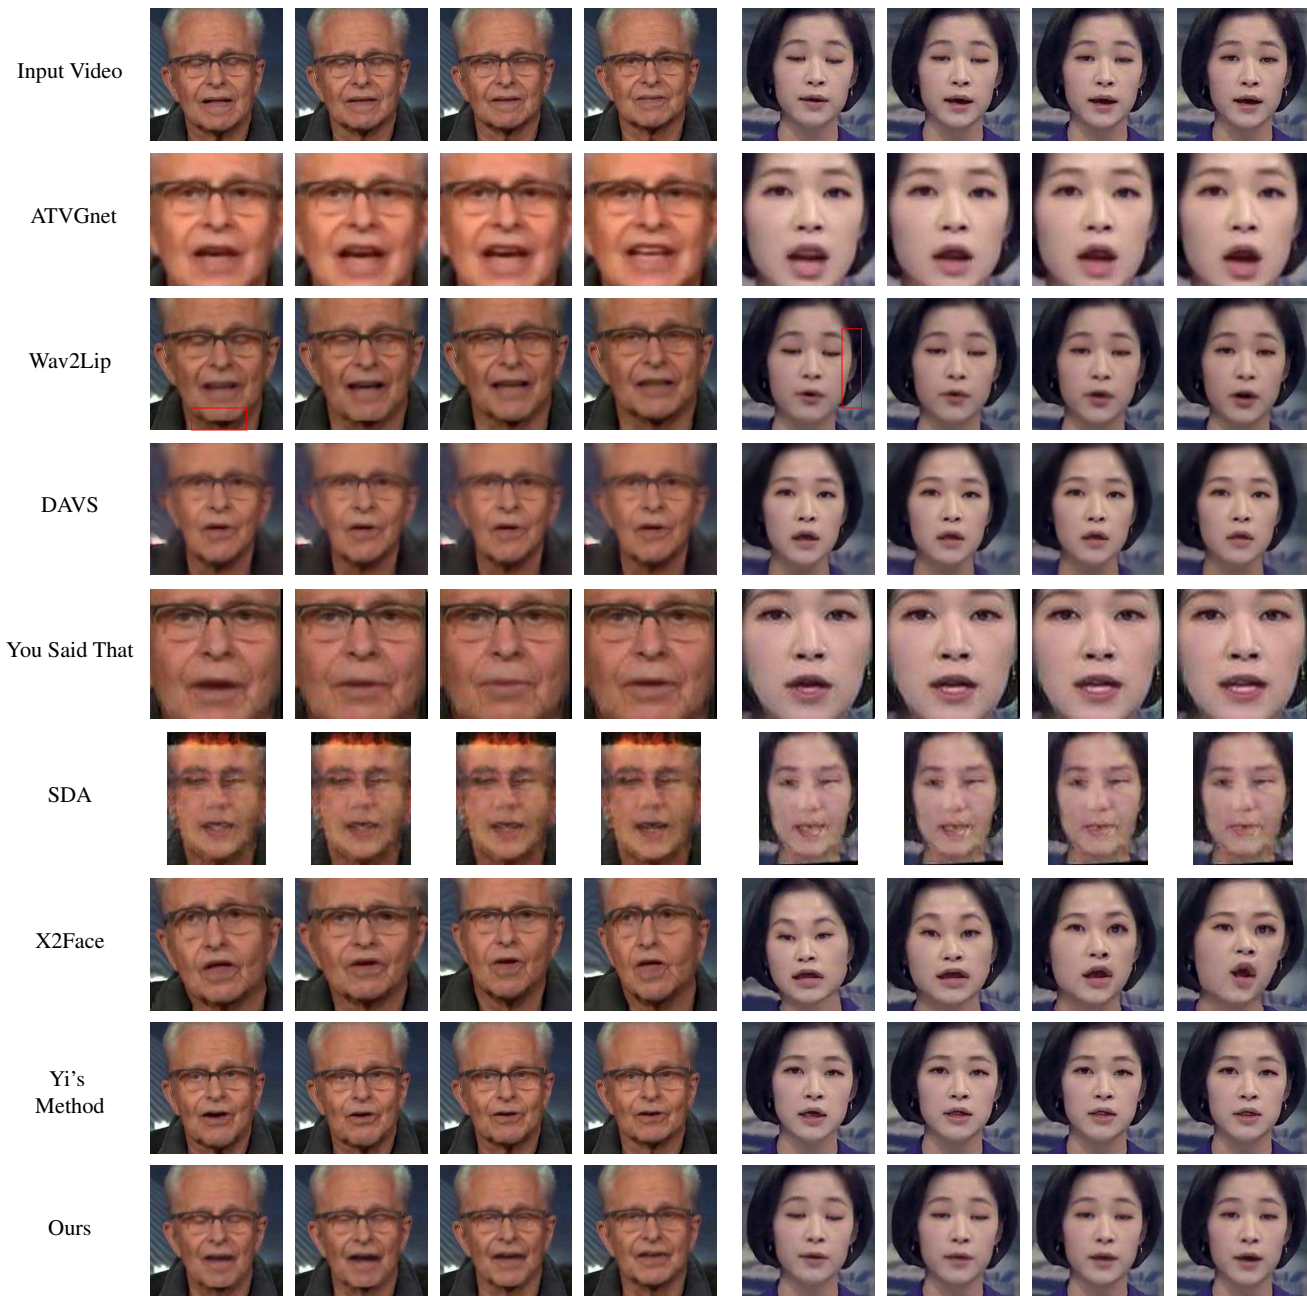 Input Video
ATVGnet
Wav2Lip
DAVS
You Said That
SDA
X2Face
Yi's
Method
Ours